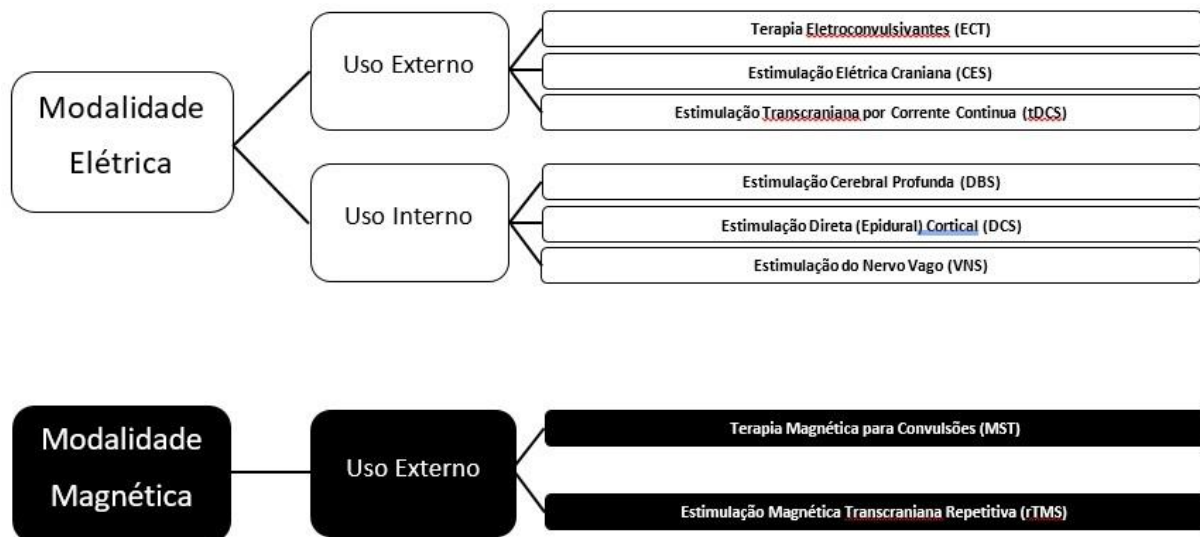 Modalidade
Elétrica
Uso Externo
Terapia Eletroconvulsivantes (ECT)
Estimulação Elétrica Craniana (CES)
Estimulação Transcraniana por Corrente Continua (tDCS)
Uso Interno
Estimulação Cerebral Profunda (DBS)
Estimulação Direta (Epidural) Cortical (DCS)
Estimulação do Nervo Vago (VNS)
Modalidade
Magnética
Uso Externo
Terapia Magnética para Convulsões (MST)
Estimulação Magnética Transcraniana Repetitiva (rTMS)